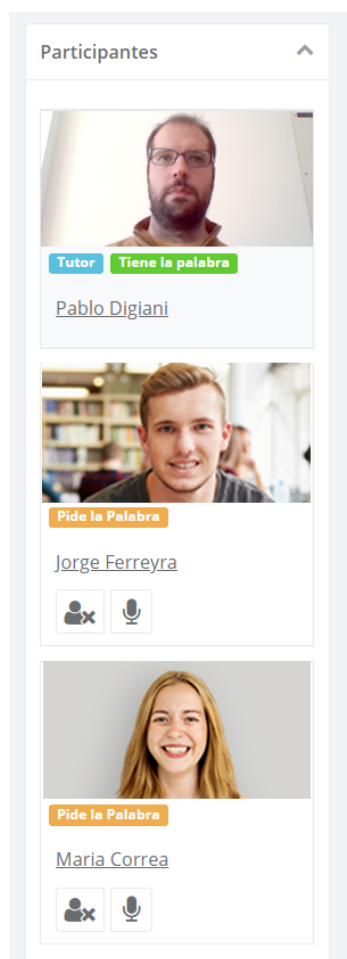 Participantes
Tutor Tiene la palabra
Pablo Digiani
Pide la Palabra
Jorge Ferreyra
Pide la Palabra
Maria Correa